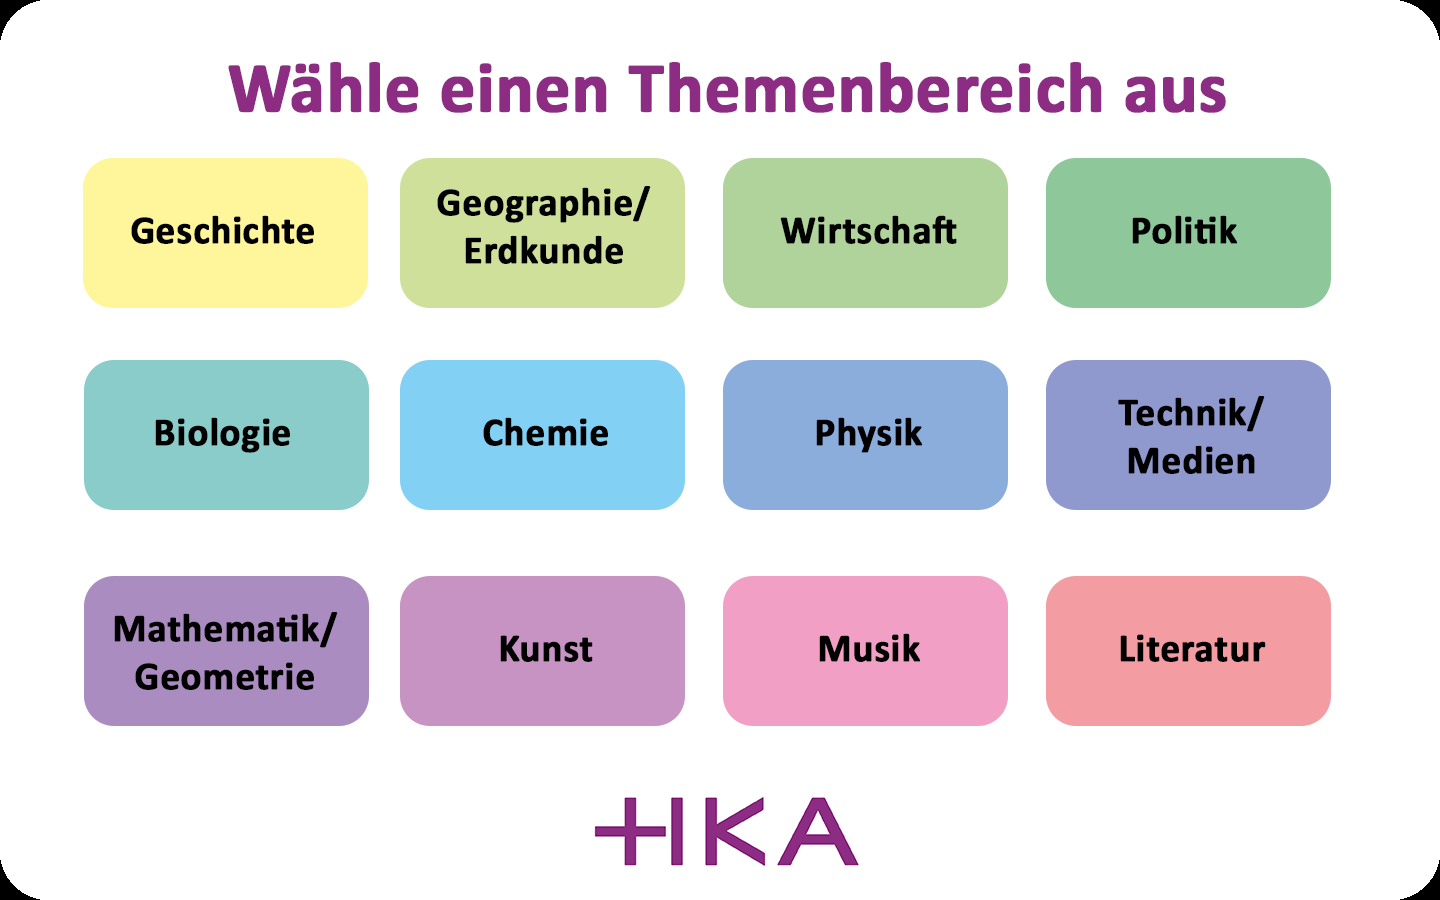 Wähle einen Themenbereich aus
Geschichte
Geographie/
Erdkunde
Wirtschaft
Politik
Biologie
Chemie
Physik
Technik/
Medien
Mathematik/
Geometrie
Kunst
Musik
Literatur
HKA